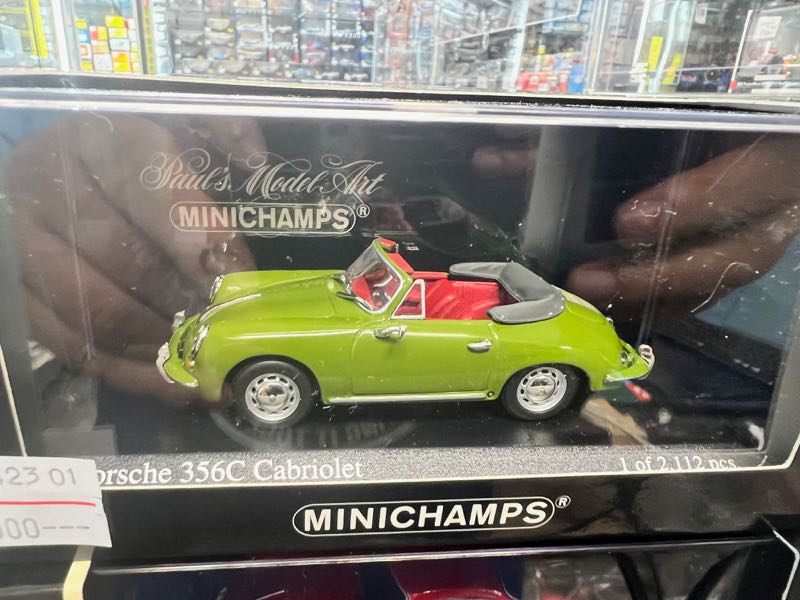 Paul's Model Art
MINICHAMPS®
orsche 356C Cabriolet
1 of 2.112 pcs.
23 01
000---
MINICHAMPS®